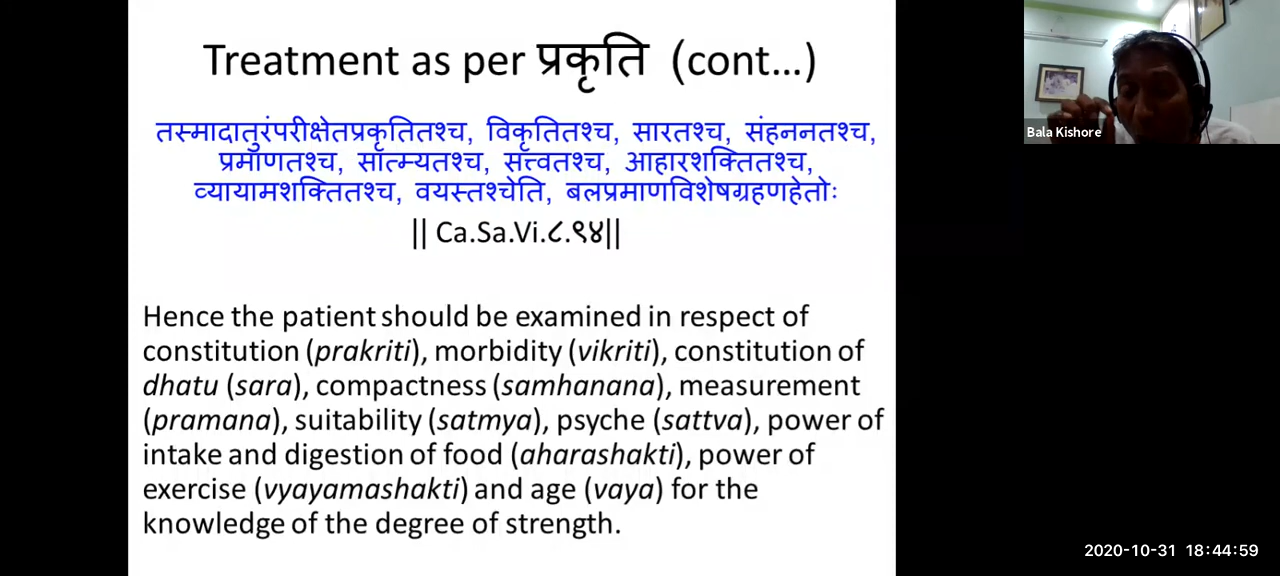 Treatment as per प्रकृति (cont...)
तस्मादातुरंपरीक्षेतप्रकृतितश्च, विकृतितश्च, सारतश्च, संहननतश्च,
प्रमाणतश्च, सात्म्यतश्च, सत्त्वतश्च, आहारशक्तितश्च,
व्यायामशक्तितश्च, वयस्तश्चेति, बलप्रमाणविशेषग्रहणहेतोः
|| Ca.Sa.Vi.८.९४||
Hence the patient should be examined in respect of
constitution (prakriti), morbidity (vikriti), constitution of
dhatu (sara), compactness (samhanana), measurement
(pramana), suitability (satmya), psyche (sattva), power of
intake and digestion of food (aharashakti), power of
exercise (vyayamashakti) and age (vaya) for the
knowledge of the degree of strength.
Bala Kishore
2020-10-31 18:44:59